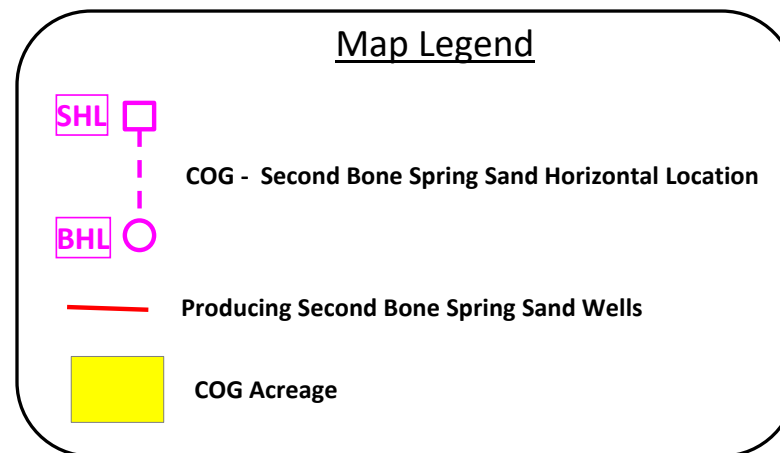 Map Legend
SHL
COG - Second Bone Spring Sand Horizontal Location
BHL
Producing Second Bone Spring Sand Wells
COG Acreage